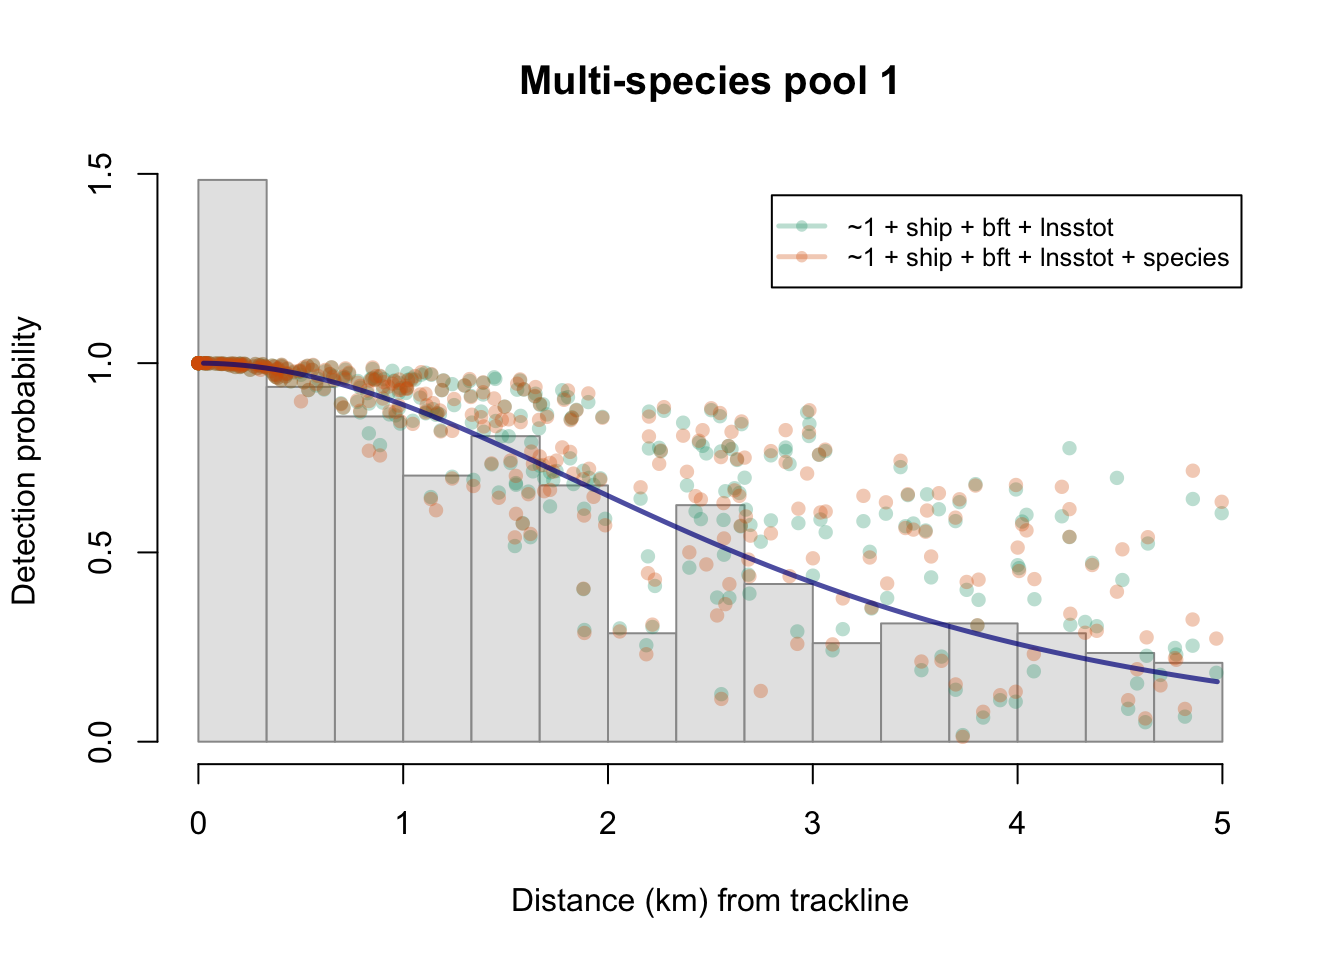 Multi-species pool 1
1.5
1.0
0.5
0.0
Detection probability
~1 + ship + bft + lnsstot
~1 + ship + bft + lnsstot + species
0 1 2 3 4 5
Distance (km) from trackline